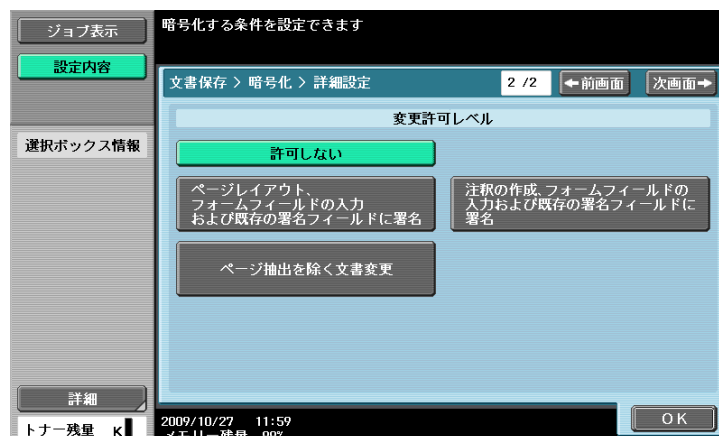 ジョブ表示
暗号化する条件を設定できます
設定内容
文書保存 > 暗号化 > 詳細設定
2 /2
←前画面
次画面→
変更許可レベル
選択ボックス情報
許可しない
ページレイアウト、
フォームフィールドの入力
および既存の署名フィールドに署名
注釈の作成、フォームフィールドの
入力および既存の署名フィールドに
署名
ページ抽出を除く文書変更
詳細
トナー残量 K
2009/10/27 11:59
メモリー残量 99%
OK